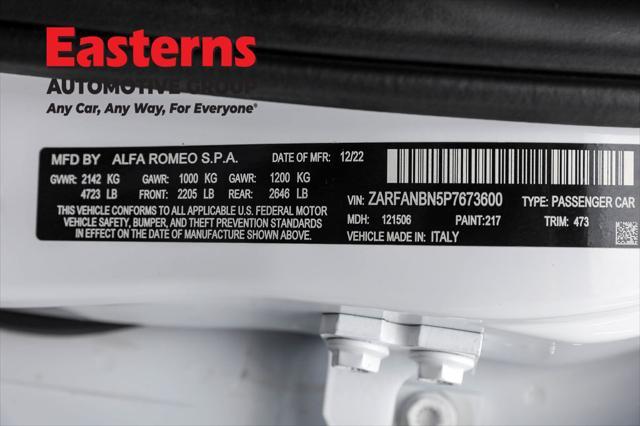 Easterns
AUTOMOTIVE GROUP
Any Car, Any Way, For Everyone®
MFD BY ALFA ROMEO S.P.A. DATE OF MFR: 12/22
GVWR: 2142 KG GAWR: 1000 KG GAWR: 1200 KG
4723 LB FRONT: 2205 LB REAR: 2646 LB
THIS VEHICLE CONFORMS TO ALL APPLICABLE U.S. FEDERAL MOTOR
VEHICLE SAFETY, BUMPER, AND THEFT PREVENTION STANDARDS
IN EFFECT ON THE DATE OF MANUFACTURE SHOWN ABOVE.
VIN: ZARFANBN5P7673600 TYPE: PASSENGER CAR
MDH: 121506 PAINT:217 TRIM: 473
VEHICLE MADE IN: ITALY